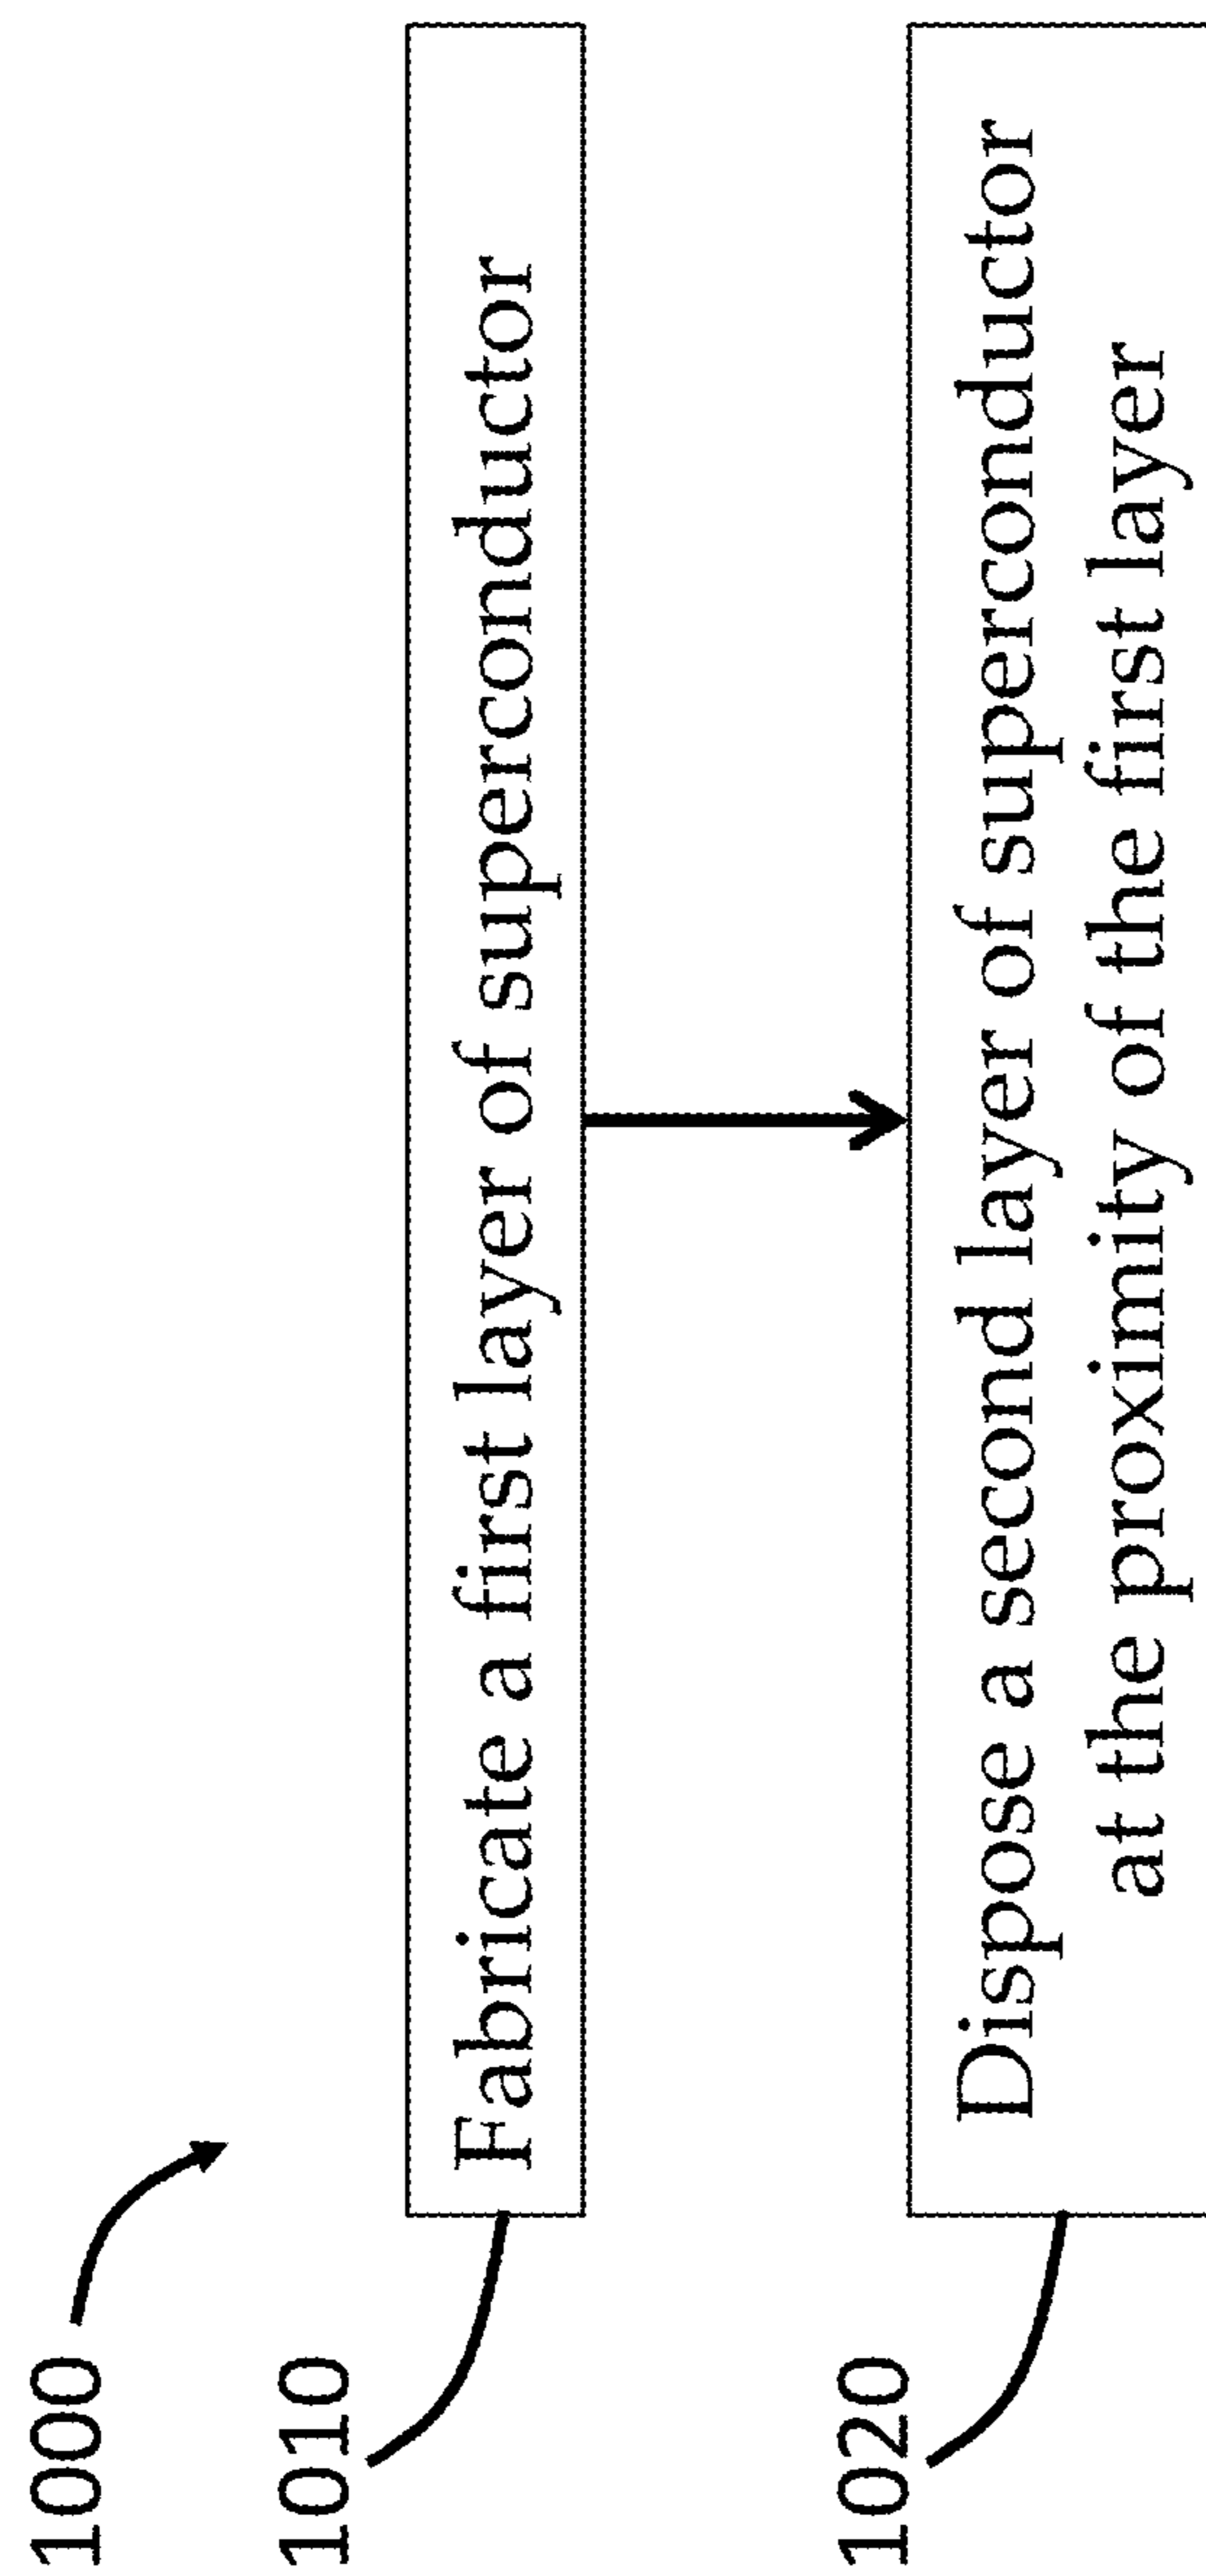 1000
1010
Fabricate a first layer of superconductor
1020
Dispose a second layer of superconductor
at the proximity of the first layer